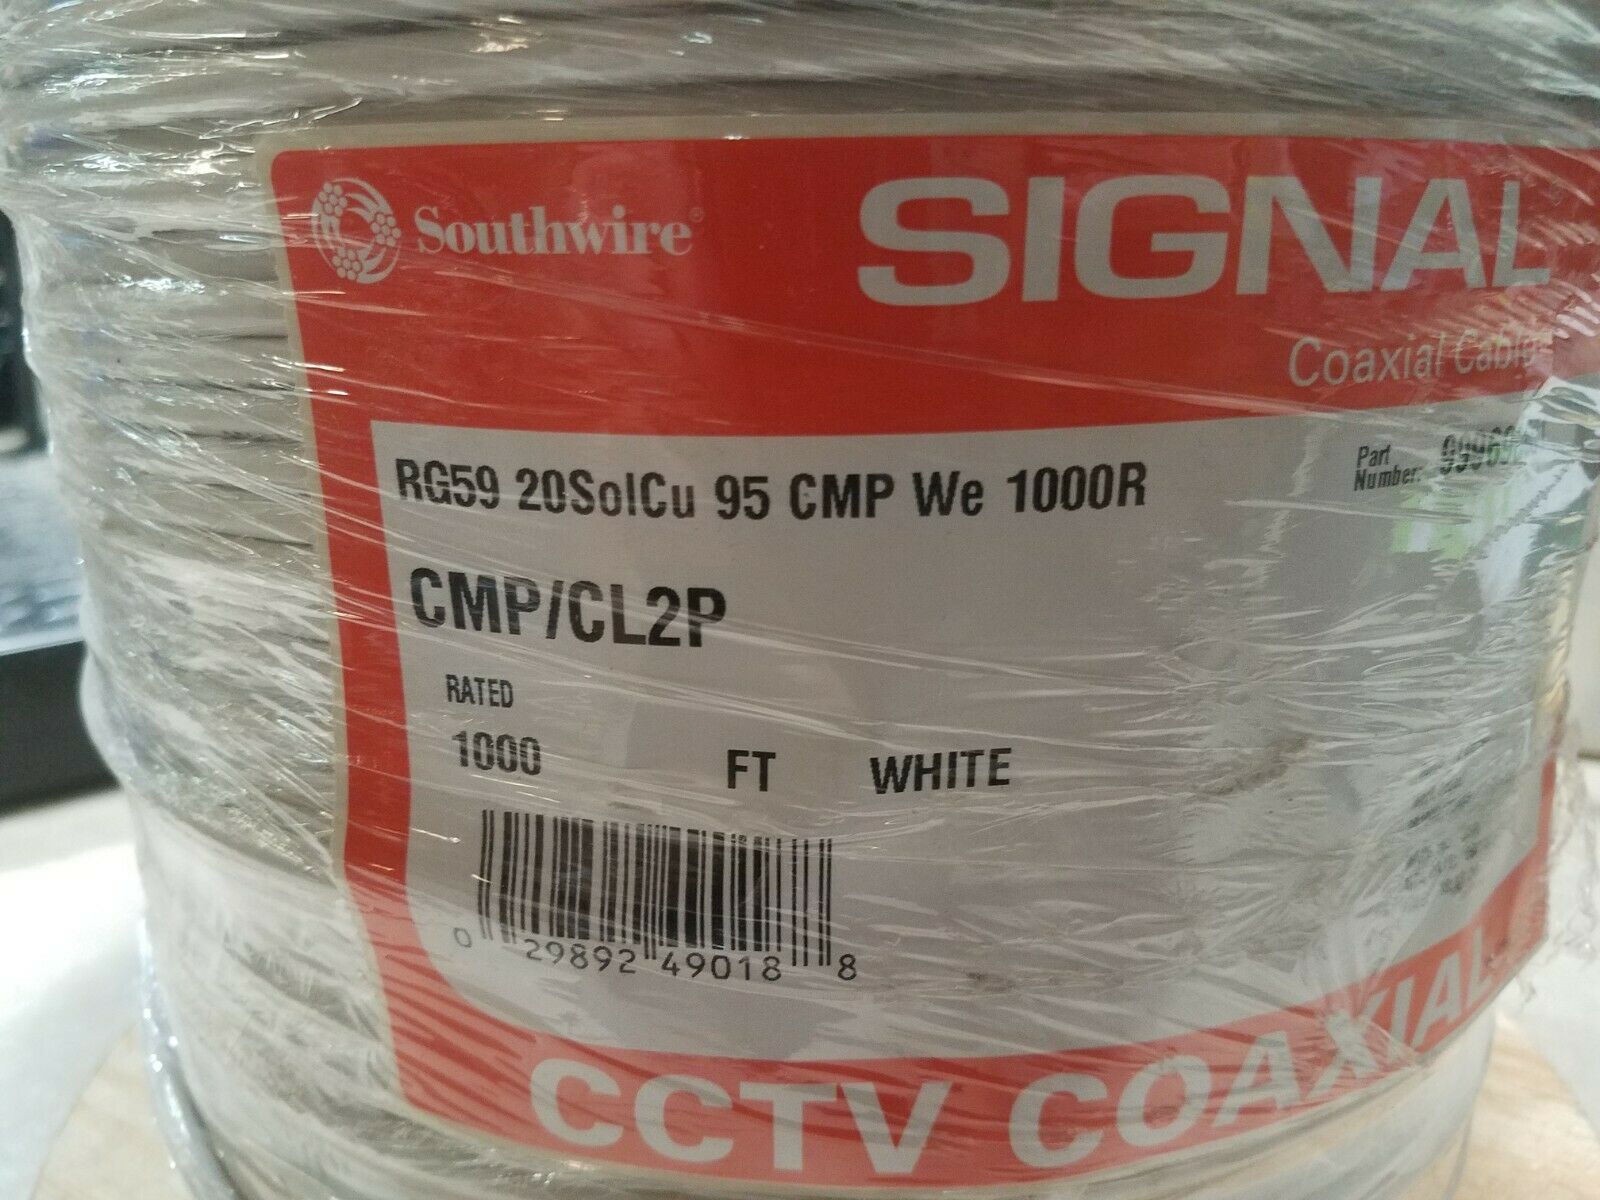 Southwire®
SIGNAL
Coaxial Cable
RG59 20SolCu 95 CMP We 1000R
Part
Number:
CMP/CL2P
RATED
1000 FT WHITE
0 29892 49018 8
CCTV COAXIAL